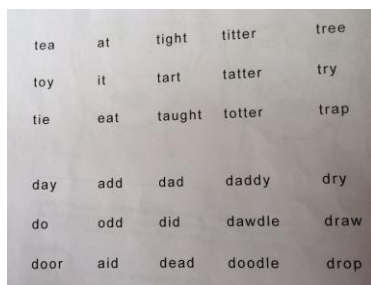 tea at tight titter tree
toy it tart tatter try
tie eat taught totter trap
day add dad daddy dry
do odd did dawdle draw
door aid dead doodle drop